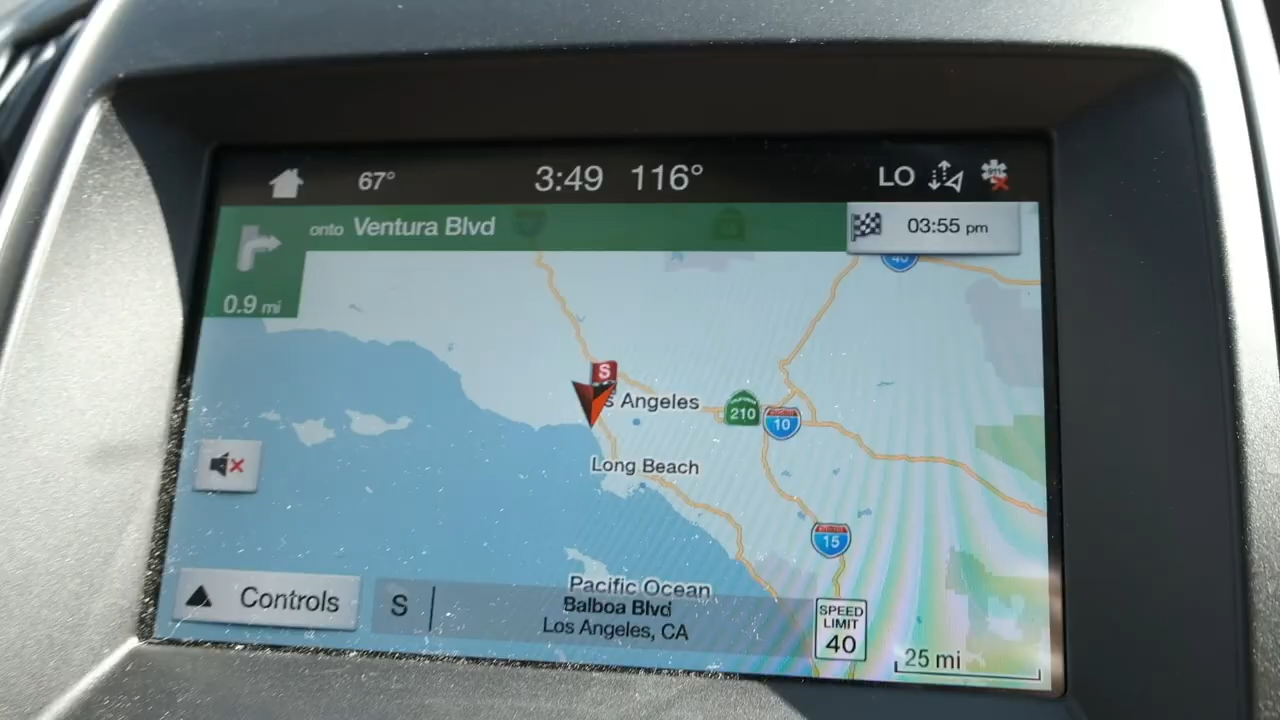 67° 3:49 116° LO
onto Ventura Blvd
03:55 pm
0.9 mi
S
s Angeles
210
10
Long Beach
15
Pacific Ocean
Controls
S
Balboa Blvd
Los Angeles, CA
SPEED
LIMIT
40
25 mi